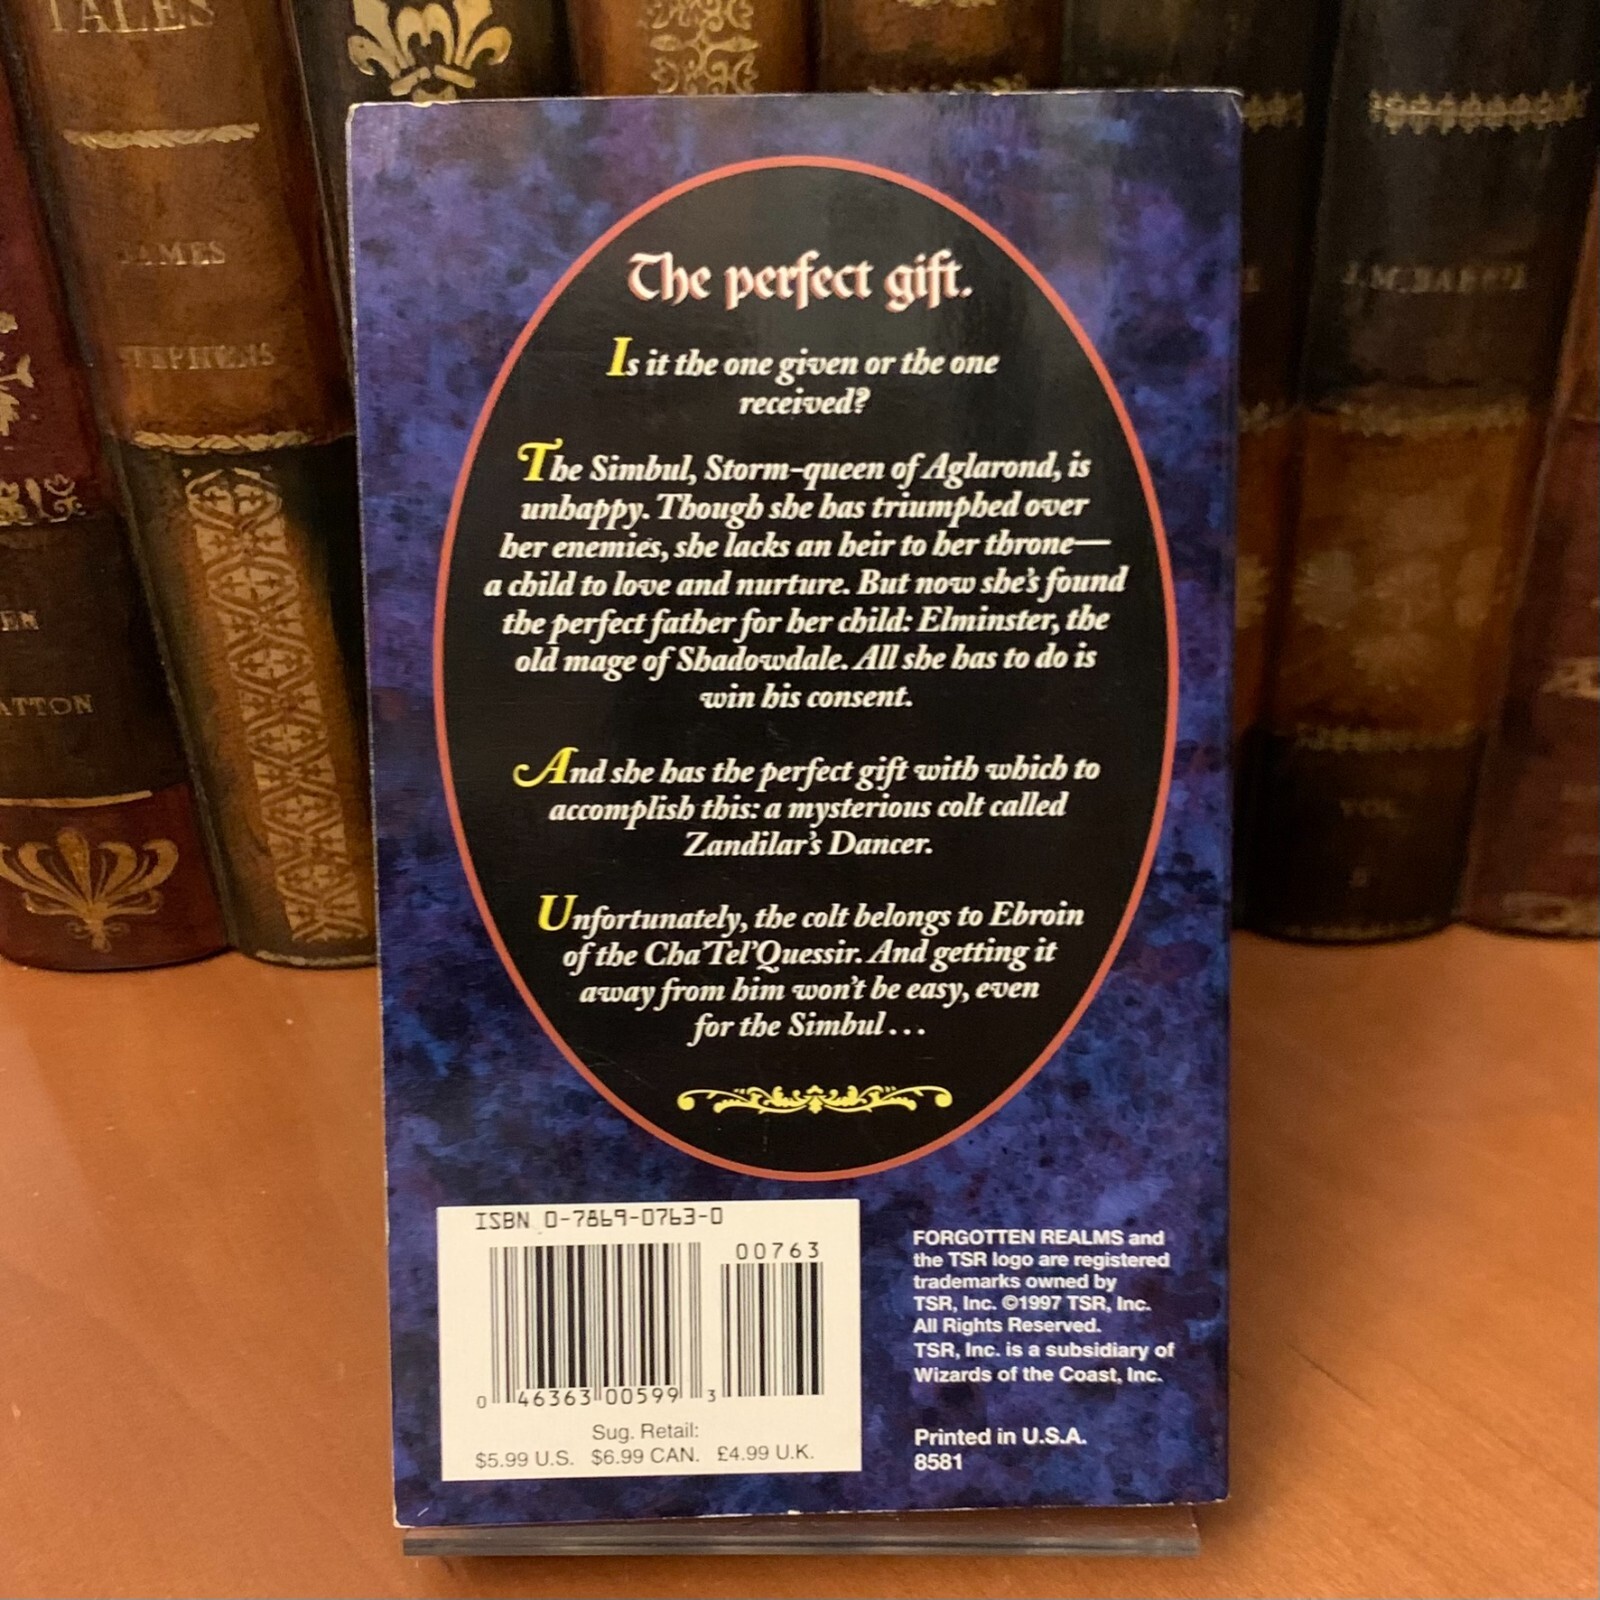 TALES
JAMES
STEPHENS
EN
ATTON
J.M.BARRIE
VOL
The perfect gift.
Is it the one given or the one
received?
The Simbul, Storm-queen of Aglarond, is
unhappy. Though she has triumphed over
her enemies, she lacks an heir to her throne—
a child to love and nurture. But now she's found
the perfect father for her child: Elminster, the
old mage of Shadowdale. All she has to do is
win his consent.
And she has the perfect gift with which to
accomplish this: a mysterious colt called
Zandilar's Dancer.
Unfortunately, the colt belongs to Ebroin
of the Cha'Tel'Quessir. And getting it
away from him won't be easy, even
for the Simbul...
ISBN 0-7869-0763-0
00763
0 46363 00599 3
Sug. Retail:
$5.99 U.S. $6.99 CAN. £4.99 U.K.
FORGOTTEN REALMS and
the TSR logo are registered
trademarks owned by
TSR, Inc. ©1997 TSR, Inc.
All Rights Reserved.
TSR, Inc. is a subsidiary of
Wizards of the Coast, Inc.
Printed in U.S.A.
8581